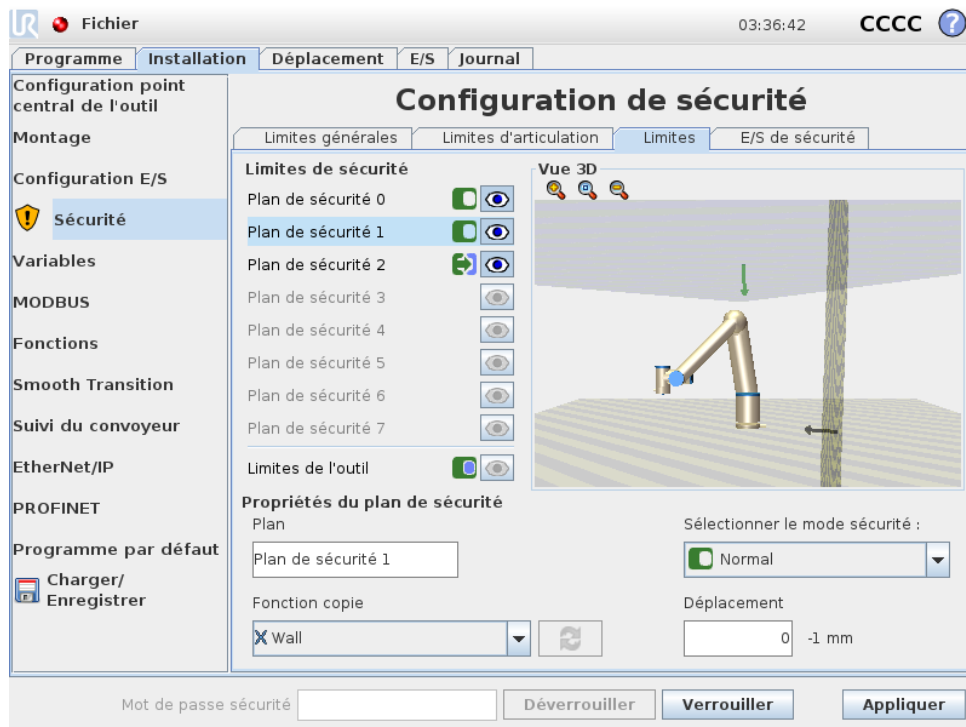 UR Fichier 03:36:42 CCCC ?
Programme Installation Déplacement E/S Journal
Configuration point
central de l'outil
Montage
Configuration E/S
Sécurité
Variables
MODBUS
Fonctions
Smooth Transition
Suivi du convoyeur
EtherNet/IP
PROFINET
Programme par défaut
Charger/
Enregistrer
Configuration de sécurité
Limites générales Limites d'articulation Limites E/S de sécurité
Limites de sécurité
Plan de sécurité 0
Plan de sécurité 1
Plan de sécurité 2
Plan de sécurité 3
Plan de sécurité 4
Plan de sécurité 5
Plan de sécurité 6
Plan de sécurité 7
Limites de l'outil
Vue 3D
Propriétés du plan de sécurité
Plan
Plan de sécurité 1
Sélectionner le mode sécurité :
Normal
Fonction copie
Wall
Déplacement
0 -1 mm
Mot de passe sécurité Déverrouiller Verrouiller Appliquer